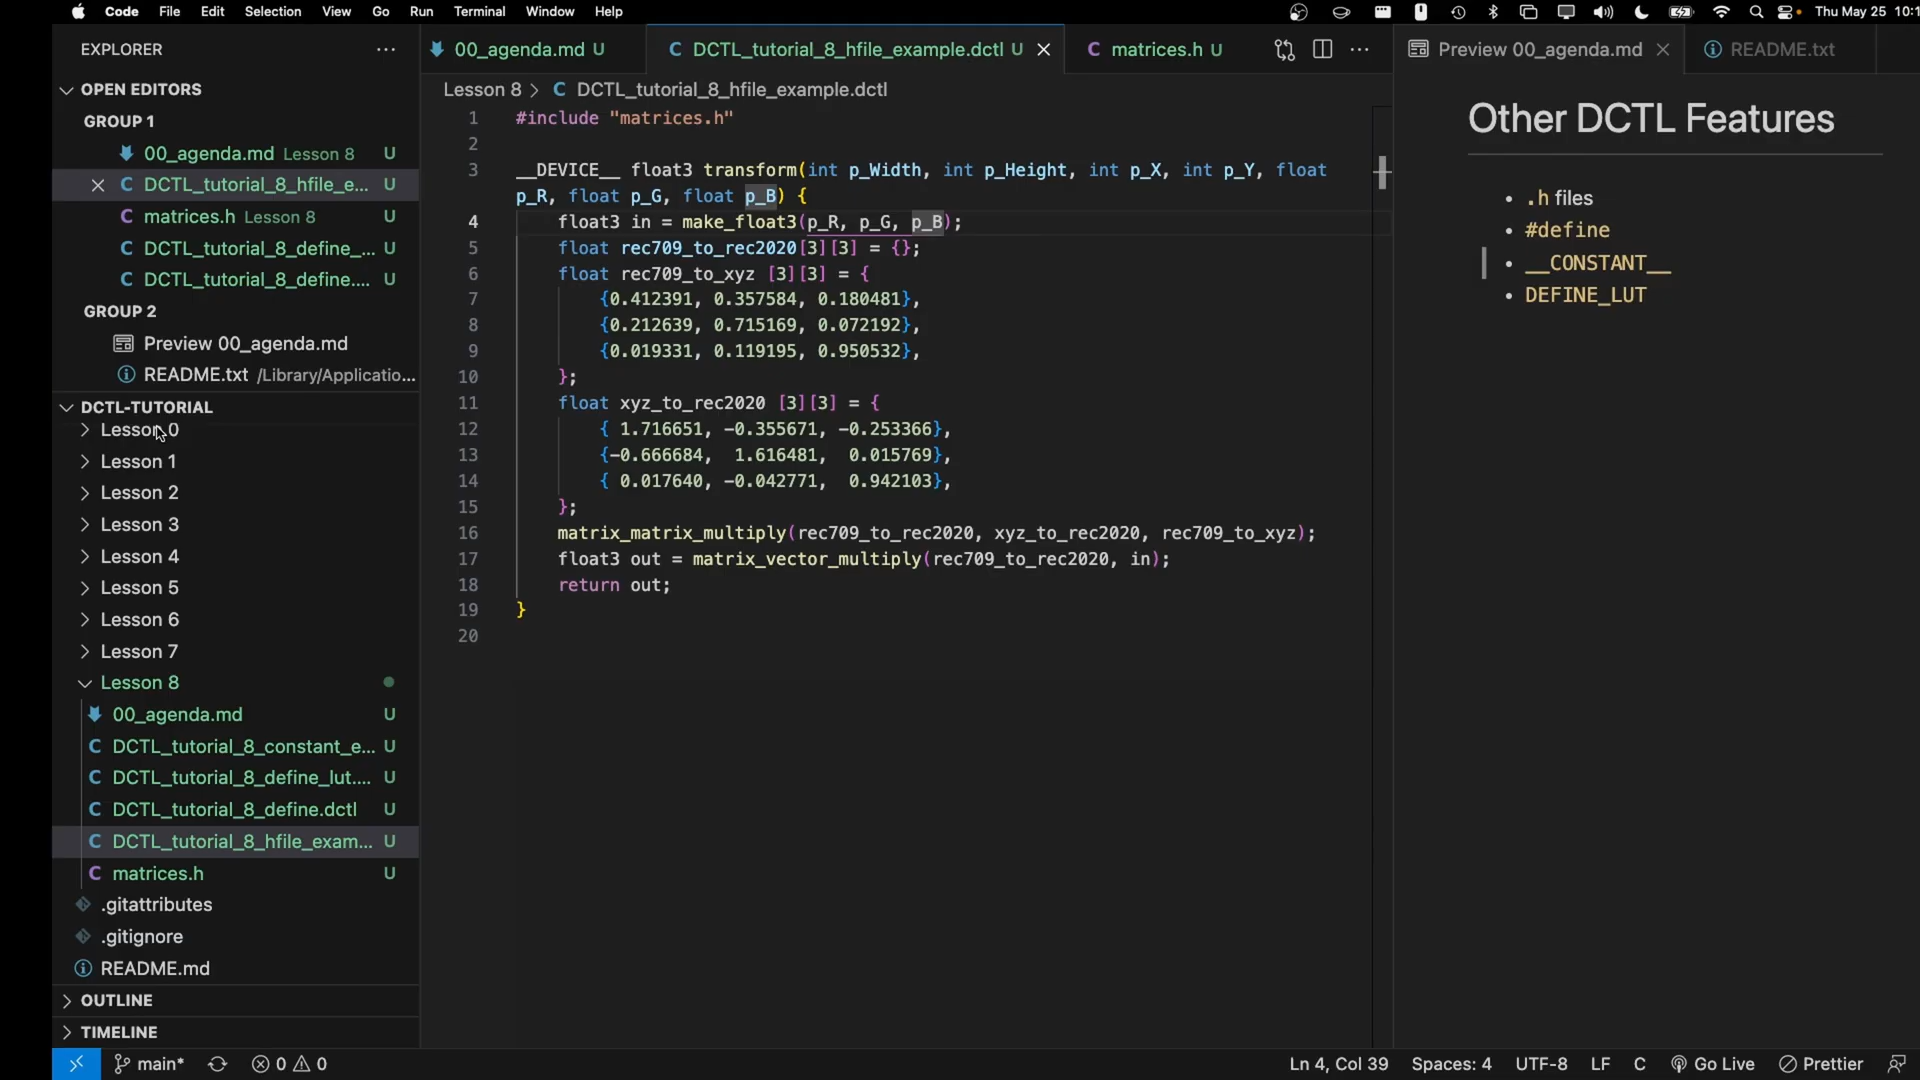 Code File Edit Selection View Go Run Terminal Window Help Thu May 25 10:1
EXPLORER ...
OPEN EDITORS
GROUP 1
00_agenda.md Lesson 8 U
DCTL_tutorial_8_hfile_e... U
matrices.h Lesson 8 U
DCTL_tutorial_8_define_... U
DCTL_tutorial_8_define.... U
GROUP 2
Preview 00_agenda.md
README.txt /Library/Applicatio...
DCTL-TUTORIAL
Lesson 0
Lesson 1
Lesson 2
Lesson 3
Lesson 4
Lesson 5
Lesson 6
Lesson 7
Lesson 8
00_agenda.md U
DCTL_tutorial_8_constant_e... U
DCTL_tutorial_8_define_lut.... U
DCTL_tutorial_8_define.dctl U
DCTL_tutorial_8_hfile_exam... U
matrices.h U
.gitattributes
.gitignore
README.md
OUTLINE
TIMELINE
00_agenda.md U C DCTL_tutorial_8_hfile_example.dctl U C matrices.h U
Lesson 8 > C DCTL_tutorial_8_hfile_example.dctl
1 #include "matrices.h"
2
3 __DEVICE__ float3 transform(int p_Width, int p_Height, int p_X, int p_Y, float
p_R, float p_G, float p_B) {
4 float3 in = make_float3(p_R, p_G, p_B);
5 float rec709_to_rec2020[3][3] = {};
6 float rec709_to_xyz [3][3] = {
7 {0.412391, 0.357584, 0.180481},
8 {0.212639, 0.715169, 0.072192},
9 {0.019331, 0.119195, 0.950532},
10 };
11 float xyz_to_rec2020 [3][3] = {
12 { 1.716651, -0.355671, -0.253366},
13 {-0.666684, 1.616481, 0.015769},
14 { 0.017640, -0.042771, 0.942103},
15 };
16 matrix_matrix_multiply(rec709_to_rec2020, xyz_to_rec2020, rec709_to_xyz);
17 float3 out = matrix_vector_multiply(rec709_to_rec2020, in);
18 return out;
19 }
20
Preview 00_agenda.md README.txt
Other DCTL Features
• .h files
• #define
• __CONSTANT__
• DEFINE_LUT
main* 0 0 Ln 4, Col 39 Spaces: 4 UTF-8 LF C Go Live Prettier